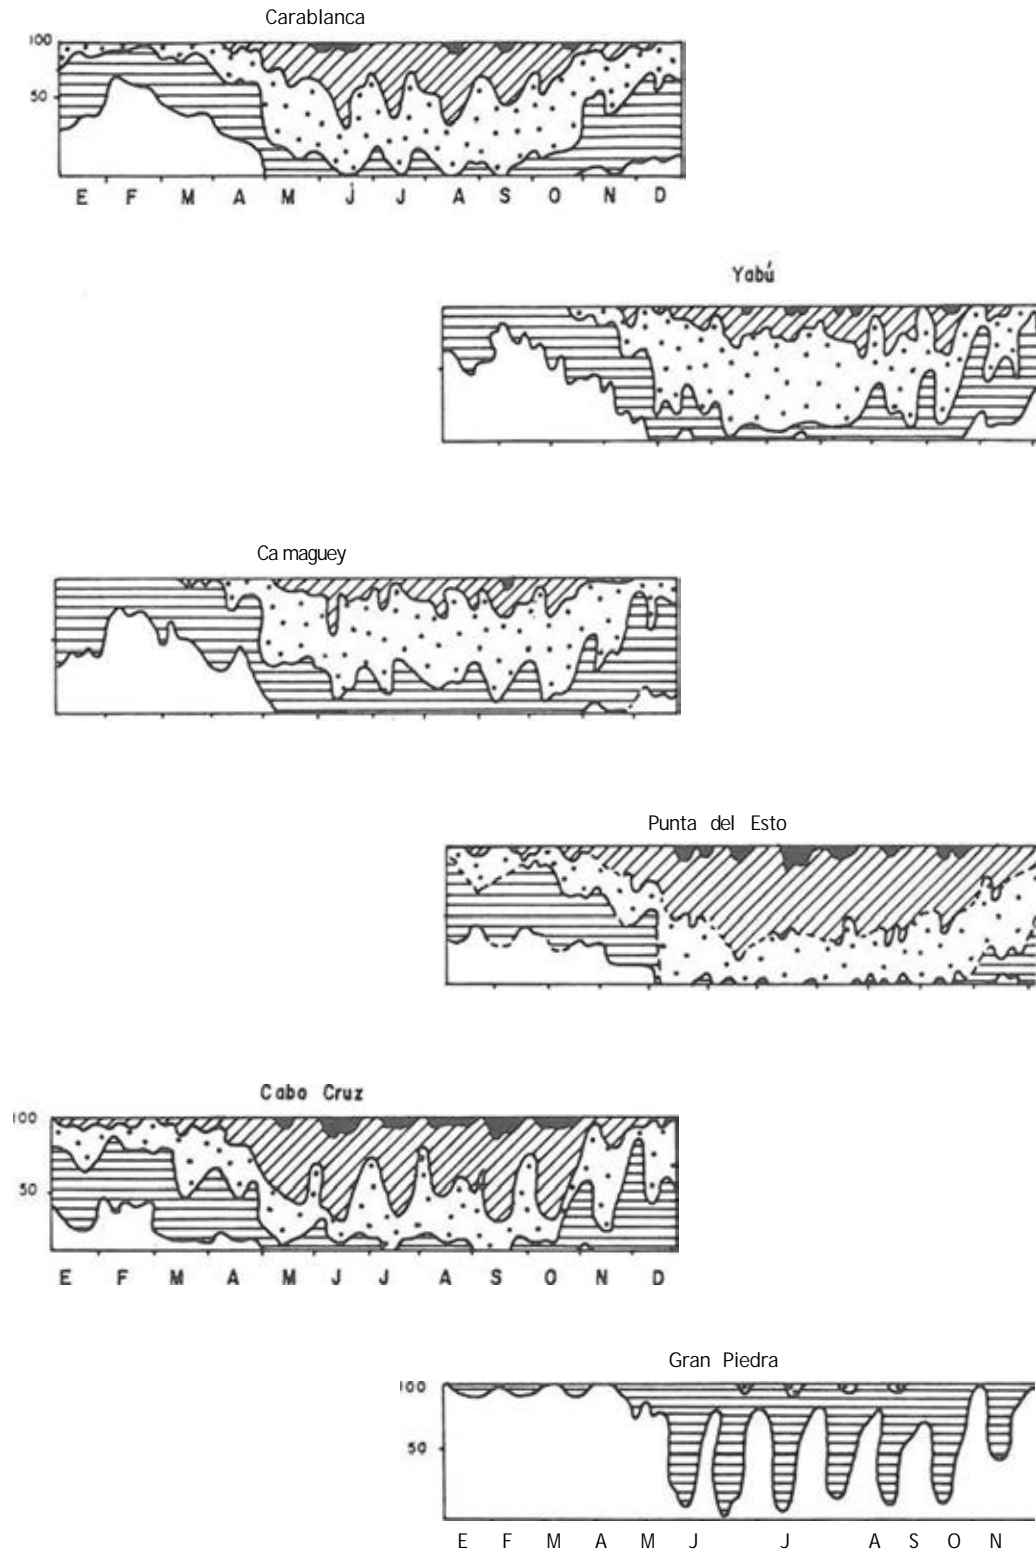 Carablanca
100
50
E F M A M j J A S O N D
Yabú
Ca maguey
Punta del Esto
Cabo Cruz
100
50
E F M A M J J A S O N D
Gran Piedra
100
50
E F M A M J J A S O N